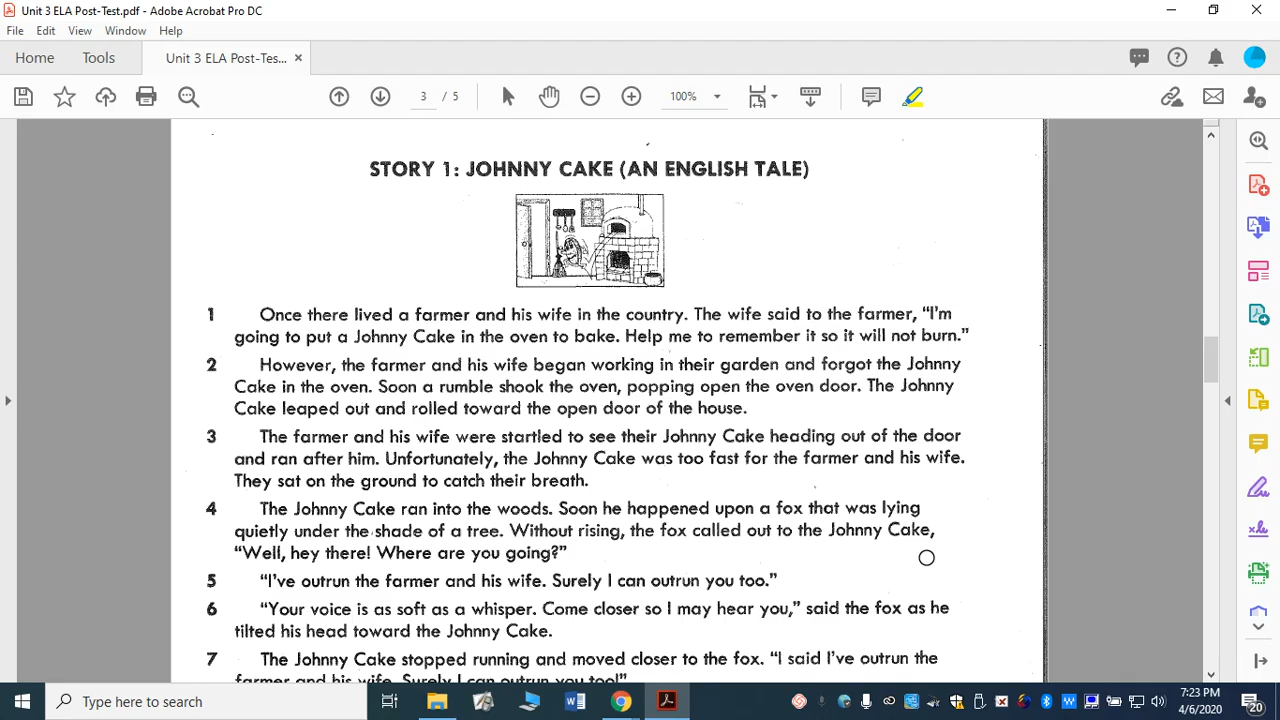 Unit 3 ELA Post-Test.pdf - Adobe Acrobat Pro DC
File Edit View Window Help
Home Tools Unit 3 ELA Post-Tes... ×
3 / 5 100%
STORY 1: JOHNNY CAKE (AN ENGLISH TALE)
1 Once there lived a farmer and his wife in the country. The wife said to the farmer, “I’m
going to put a Johnny Cake in the oven to bake. Help me to remember it so it will not burn.”
2 However, the farmer and his wife began working in their garden and forgot the Johnny
Cake in the oven. Soon a rumble shook the oven, popping open the oven door. The Johnny
Cake leaped out and rolled toward the open door of the house.
3 The farmer and his wife were startled to see their Johnny Cake heading out of the door
and ran after him. Unfortunately, the Johnny Cake was too fast for the farmer and his wife.
They sat on the ground to catch their breath.
4 The Johnny Cake ran into the woods. Soon he happened upon a fox that was lying
quietly under the shade of a tree. Without rising, the fox called out to the Johnny Cake,
“Well, hey there! Where are you going?”
5 “I’ve outrun the farmer and his wife. Surely I can outrun you too.”
6 “Your voice is as soft as a whisper. Come closer so I may hear you,” said the fox as he
tilted his head toward the Johnny Cake.
7 The Johnny Cake stopped running and moved closer to the fox. “I said I’ve outrun the
farmer and his wife. Surely I can outrun you too!”
Type here to search
7:23 PM
4/6/2020
20